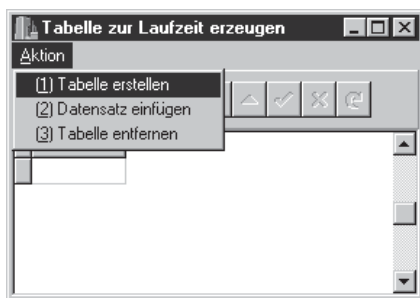 Tabelle zur Laufzeit erzeugen
Aktion
(1) Tabelle erstellen
(2) Datensatz einfügen
(3) Tabelle entfernen